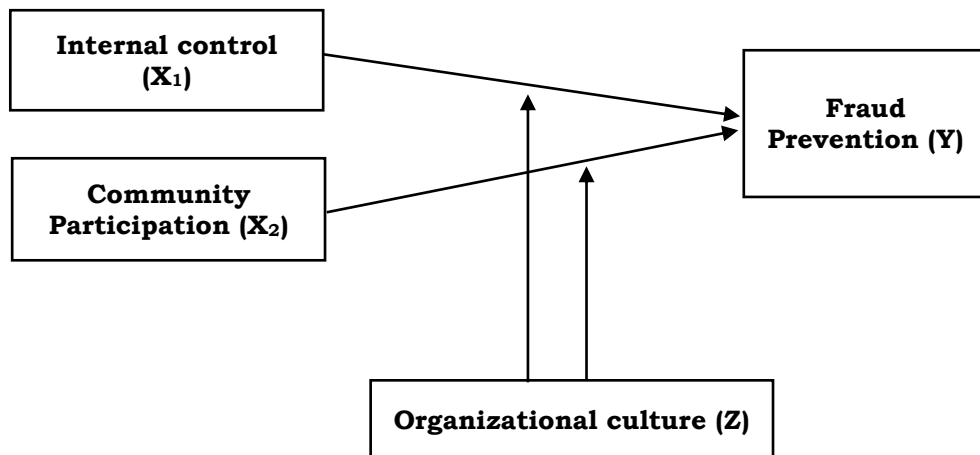 Internal control
(X₁)
Fraud
Prevention (Y)
Community
Participation (X₂)
Organizational culture (Z)